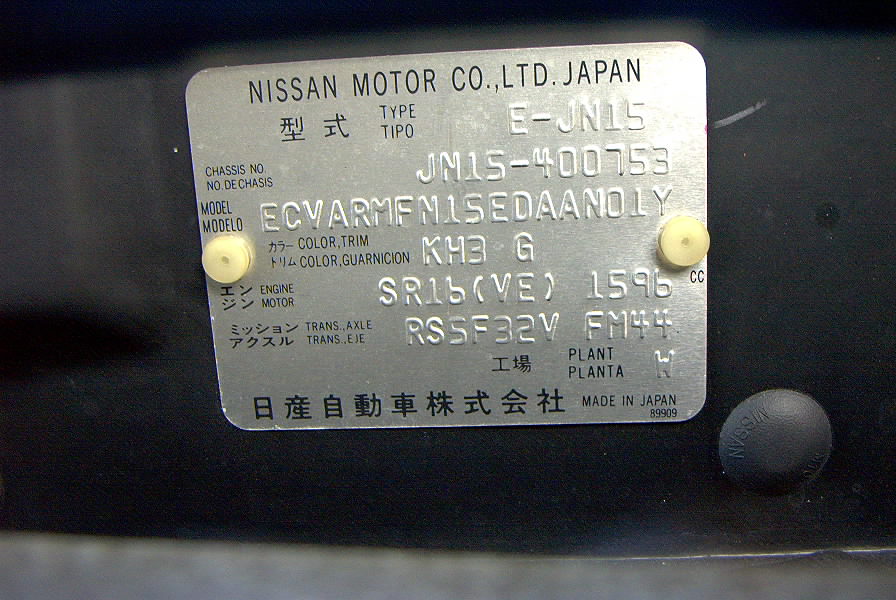 NISSAN MOTOR CO.,LTD. JAPAN
型式 TYPE TIPO E-JN15
CHASSIS NO. NO.DECHASIS JN15-400753
MODEL MODELO ECVARMFN15EDAAN01Y
カラー COLOR,TRIM トリム COLOR,GUARNICION KH3 G
エンジン ENGINE MOTOR SR16(VE) 1596 CC
ミッション TRANS.,AXLE アクスル TRANS.,EJE RS5F32V FM44
工場 PLANT PLANTA W
日産自動車株式会社 MADE IN JAPAN
89909
NISSAN